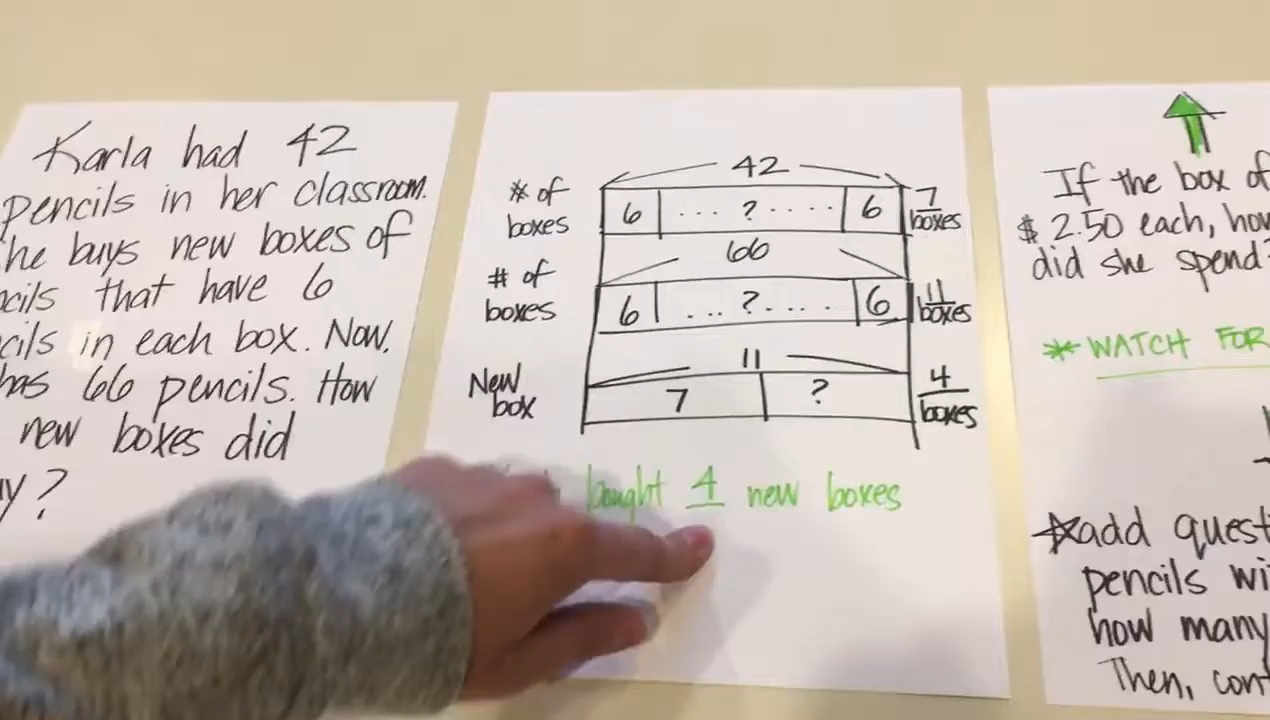 Karla had 42
pencils in her classroom.
he buys new boxes of
cils that have 6
cils in each box. Now,
has 66 pencils. How
new boxes did
y?
42
# of
boxes
6 ... ? .... 6
7
boxes
66
# of
boxes
6 ... ? .... 6
11
boxes
11
New
box
7 ?
4
boxes
bought 4 new boxes
If the box of
$2.50 each, how
did she spend?
* WATCH FOR
*add quest
pencils wi
how many
Then, con